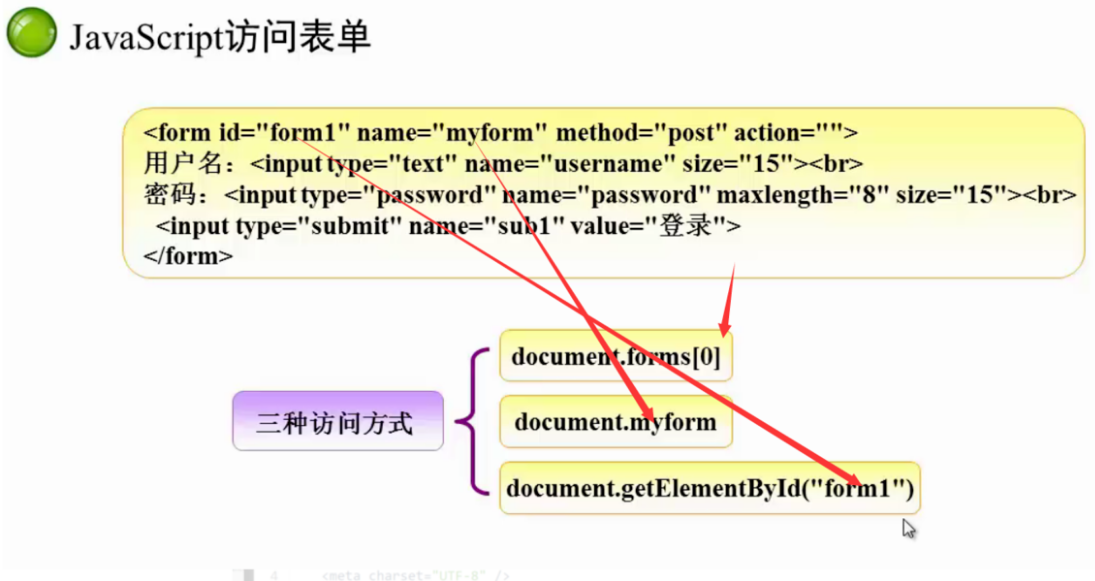 JavaScript访问表单
<form id="form1" name="myform" method="post" action="">
用户名：<input type="text" name="username" size="15"><br>
密码：<input type="password" name="password" maxlength="8" size="15"><br>
<input type="submit" name="sub1" value="登录">
</form>
document.forms[0]
三种访问方式
document.myform
document.getElementById("form1")
4 <meta charset="UTF-8" />